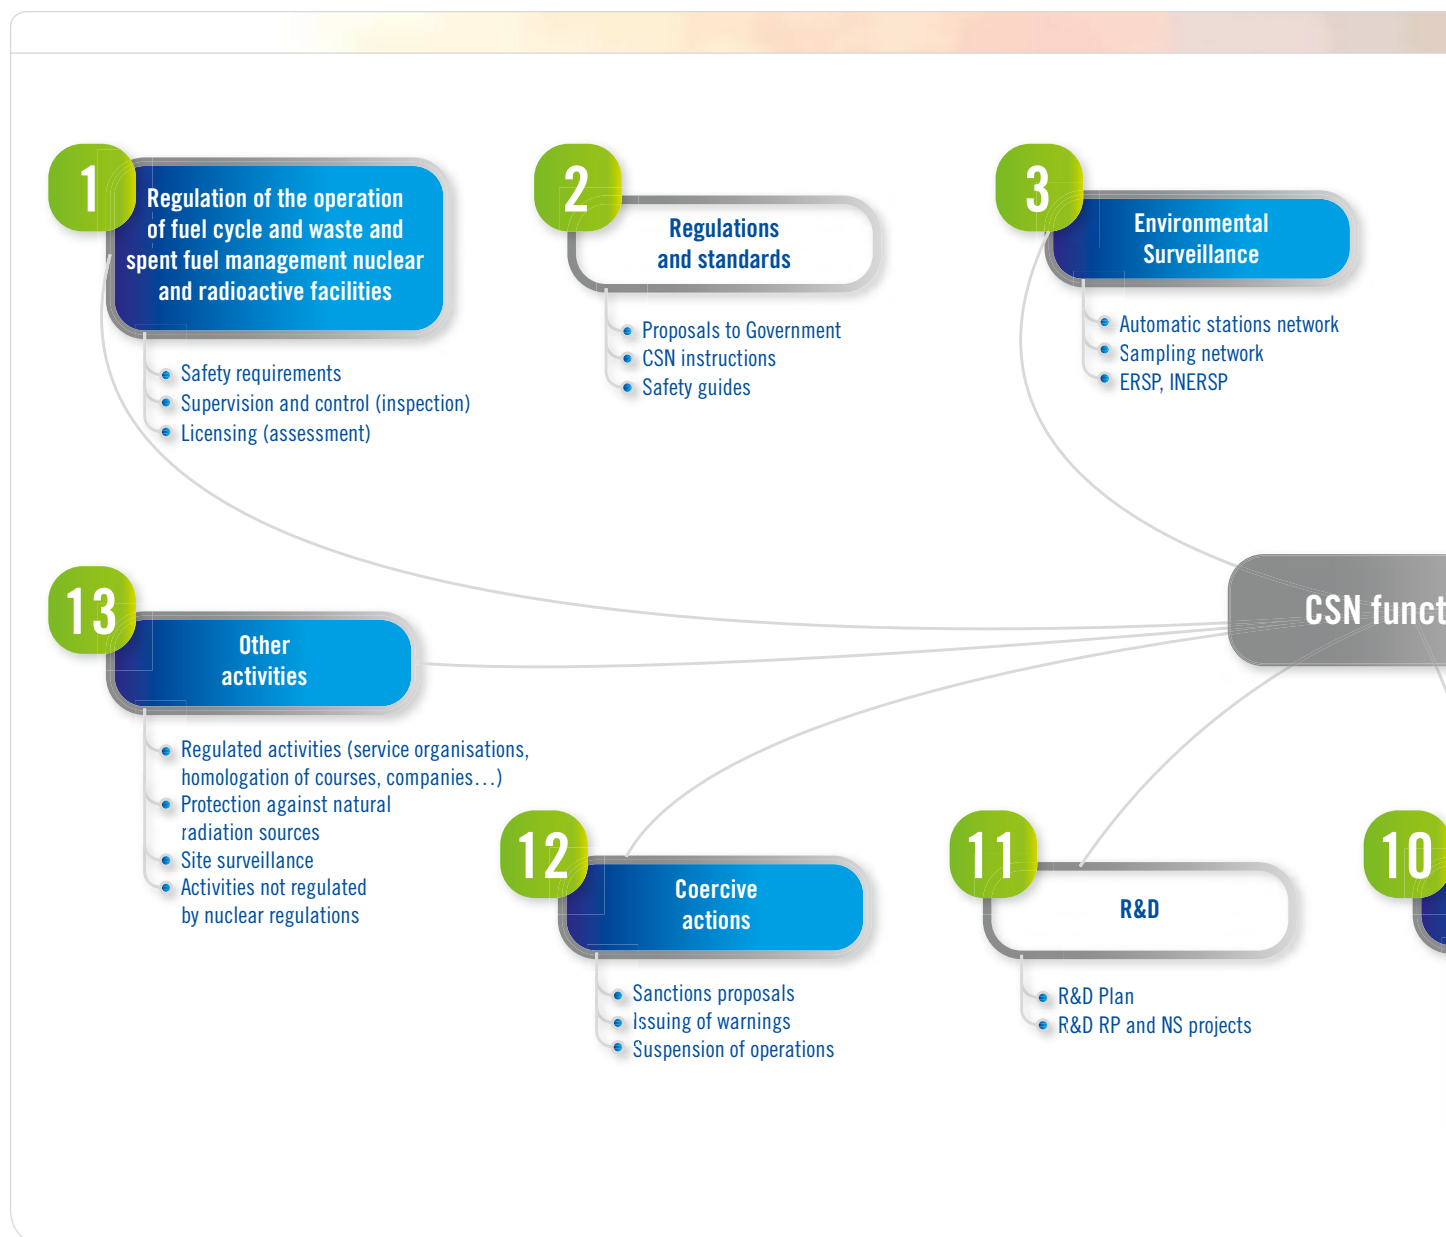 1
Regulation of the operation
of fuel cycle and waste and
spent fuel management nuclear
and radioactive facilities
Safety requirements
Supervision and control (inspection)
Licensing (assessment)
2
Regulations
and standards
Proposals to Government
CSN instructions
Safety guides
3
Environmental
Surveillance
Automatic stations network
Sampling network
ERSP, INERSP
CSN funct
13
Other
activities
Regulated activities (service organisations,
homologation of courses, companies…)
Protection against natural
radiation sources
Site surveillance
Activities not regulated
by nuclear regulations
12
Coercive
actions
Sanctions proposals
Issuing of warnings
Suspension of operations
11
R&D
R&D Plan
R&D RP and NS projects
10